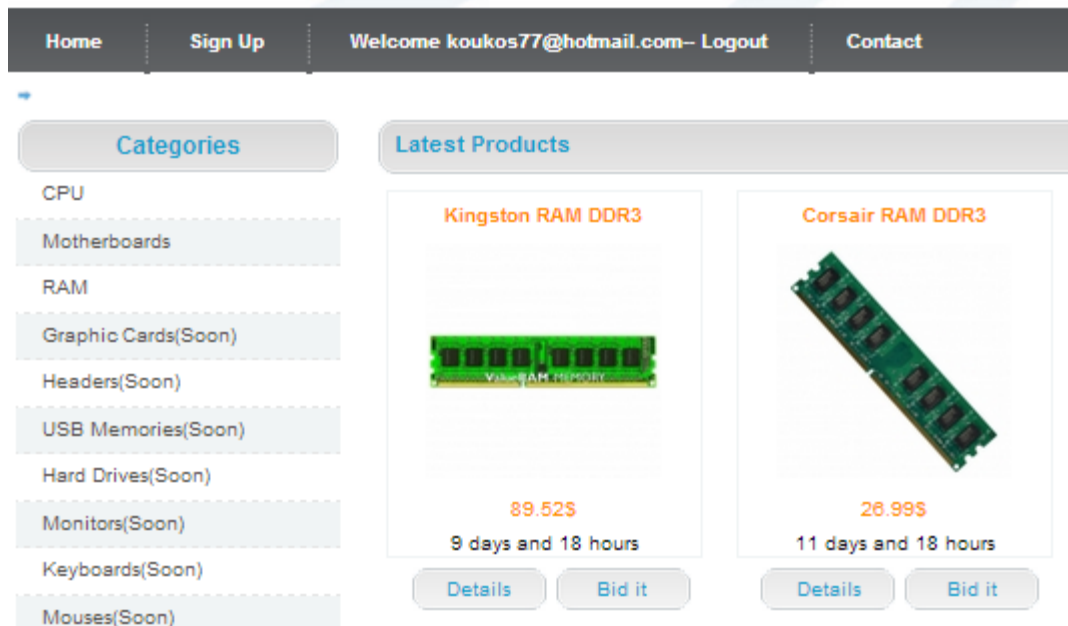 Home Sign Up Welcome koukos77@hotmail.com-- Logout Contact
Categories
CPU
Motherboards
RAM
Graphic Cards(Soon)
Headers(Soon)
USB Memories(Soon)
Hard Drives(Soon)
Monitors(Soon)
Keyboards(Soon)
Mouses(Soon)
Latest Products
Kingston RAM DDR3
ValueRAM MEMORY
89.52$
9 days and 18 hours
Details Bid it
Corsair RAM DDR3
26.99$
11 days and 18 hours
Details Bid it